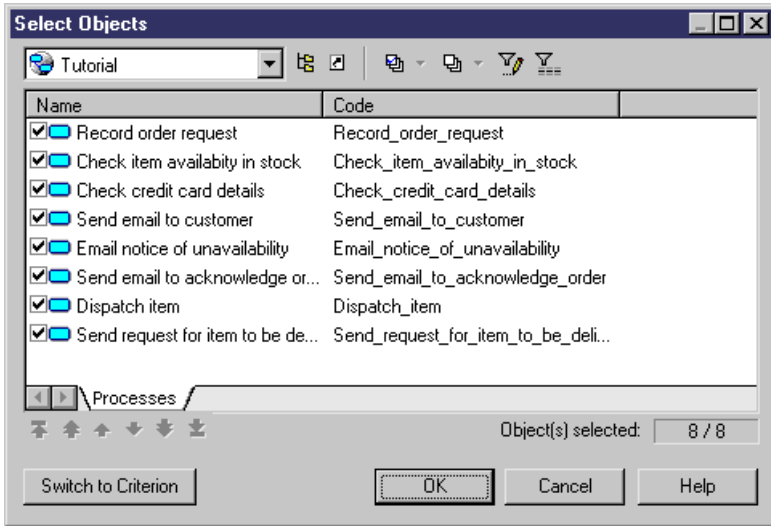 Select Objects
Tutorial
Name Code
Record order request Record_order_request
Check item availabity in stock Check_item_availabity_in_stock
Check credit card details Check_credit_card_details
Send email to customer Send_email_to_customer
Email notice of unavailability Email_notice_of_unavailability
Send email to acknowledge or... Send_email_to_acknowledge_order
Dispatch item Dispatch_item
Send request for item to be de... Send_request_for_item_to_be_deli...
Processes
Object(s) selected: 8 / 8
Switch to Criterion OK Cancel Help